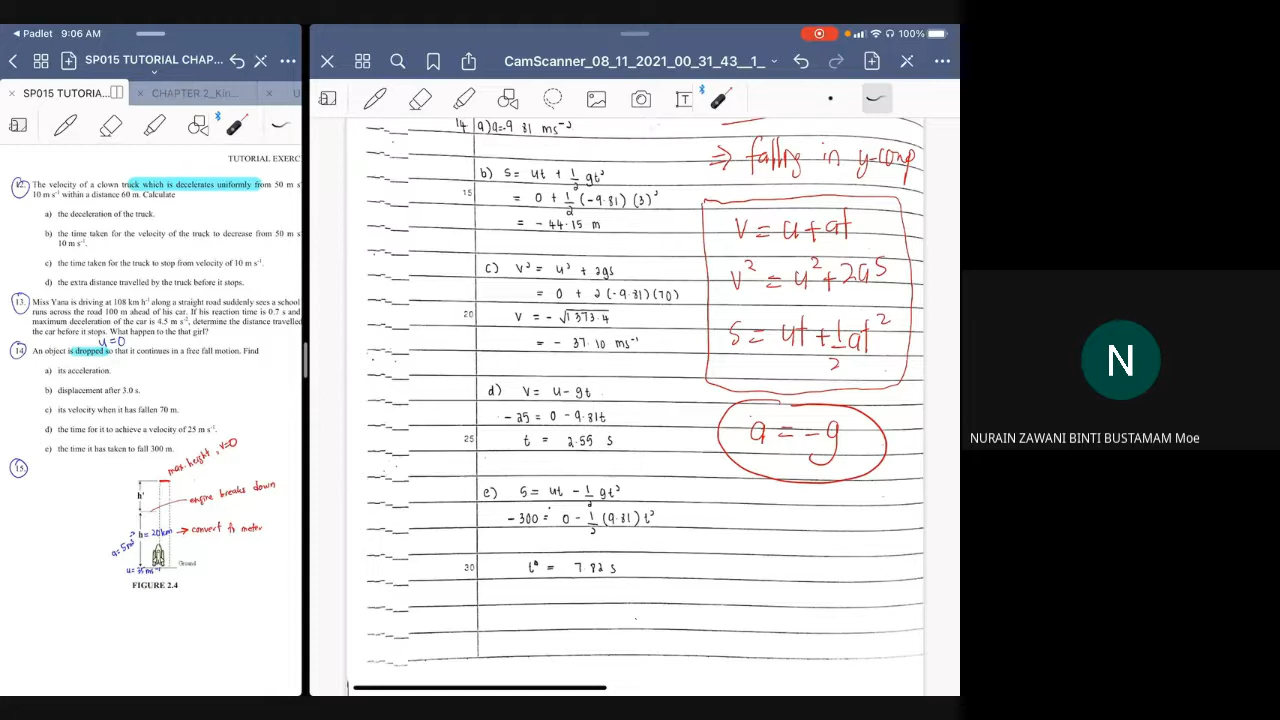 Padlet 9:06 AM
100%
SP015 TUTORIAL CHAP...
CamScanner_08_11_2021_00_31_43__1_
SP015 TUTORIA...
CHAPTER 2_Kin...
TUTORIAL EXERC
12. The velocity of a clown truck which is decelerates uniformly from 50 m s
10 m s⁻¹ within a distance 60 m. Calculate
a) the deceleration of the truck.
b) the time taken for the velocity of the truck to decrease from 50 m s
10 m s⁻¹.
c) the time taken for the truck to stop from velocity of 10 m s⁻¹.
d) the extra distance travelled by the truck before it stops.
13. Miss Yana is driving at 108 km h⁻¹ along a straight road suddenly sees a school
runs across the road 100 m ahead of his car. If his reaction time is 0.7 s and
maximum deceleration of the car is 4.5 m s⁻², determine the distance travelle
the car before it stops. What happen to the that girl?
u=0
14. An object is dropped so that it continues in a free fall motion. Find
a) its acceleration.
b) displacement after 3.0 s.
c) its velocity when it has fallen 70 m.
d) the time for it to achieve a velocity of 25 m s⁻¹.
e) the time it has taken to fall 300 m.
15.
max. height, v=0
h'
engine breaks down
h = 20km → convert to meter
a = 5ms
u = 35ms⁻¹
Ground
FIGURE 2.4
14 a) a=-9.81 ms⁻²
b) s = ut + 1/2 gt²
15
= 0 + 1/2 (-9.81)(3)²
= -44.15 m
c) v² = u² + 2gs
= 0 + 2(-9.81)(70)
20
v = -√1373.4
= -37.10 ms⁻¹
d) v = u - gt
-25 = 0 - 9.81t
25
t = 2.55 s
e) s = ut - 1/2 gt²
-300 = 0 - 1/2 (9.81) t²
30
t = 7.82 s
⇒ falling in y-comp
v = u + at
v² = u² + 2as
s = ut + 1/2 at²
a = -g
N
NURAIN ZAWANI BINTI BUSTAMAM Moe